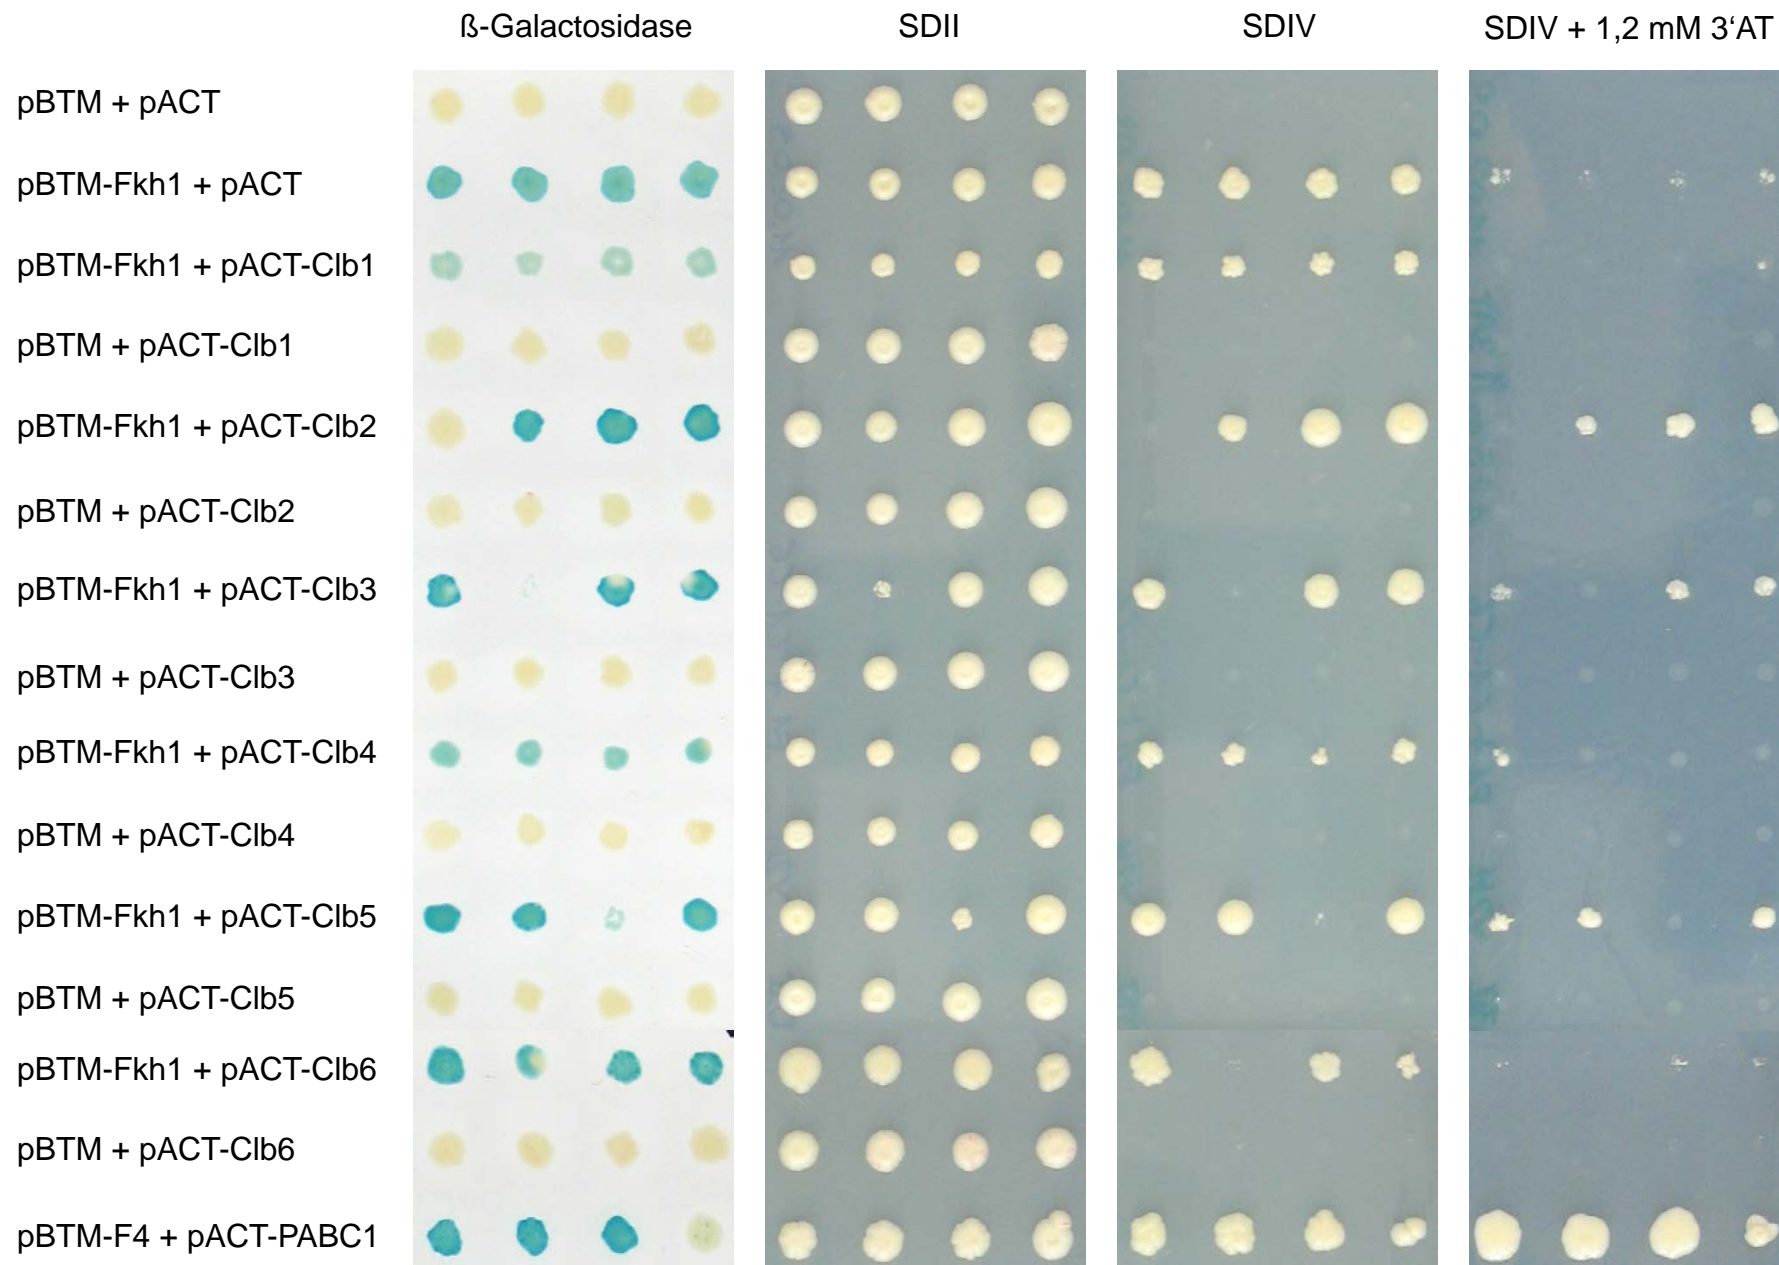 ß-Galactosidase SDII SDIV SDIV + 1,2 mM 3‘AT
pBTM + pACT
pBTM-Fkh1 + pACT
pBTM-Fkh1 + pACT-Clb1
pBTM + pACT-Clb1
pBTM-Fkh1 + pACT-Clb2
pBTM + pACT-Clb2
pBTM-Fkh1 + pACT-Clb3
pBTM + pACT-Clb3
pBTM-Fkh1 + pACT-Clb4
pBTM + pACT-Clb4
pBTM-Fkh1 + pACT-Clb5
pBTM + pACT-Clb5
pBTM-Fkh1 + pACT-Clb6
pBTM + pACT-Clb6
pBTM-F4 + pACT-PABC1